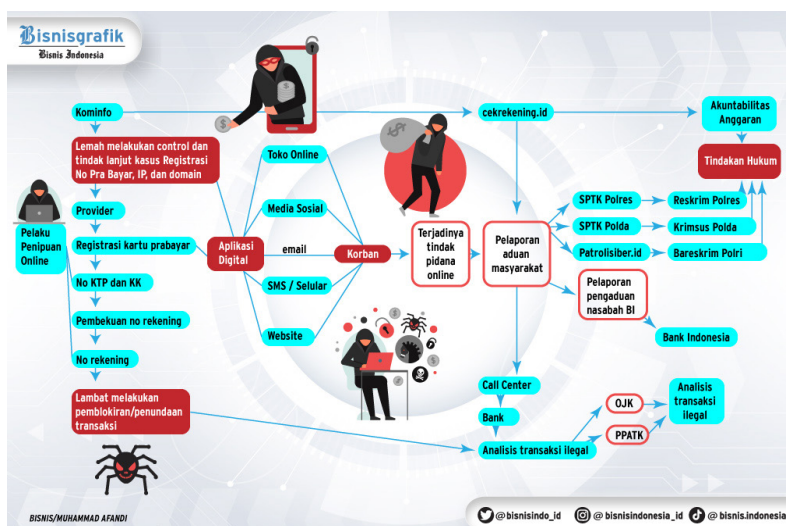 Bisnisgrafik
Bisnis Indonesia
Kominfo
cekrekening.id
Akuntabilitas
Anggaran
Lemah melakukan control dan
tindak lanjut kasus Registrasi
No Pra Bayar, IP, dan domain
Tindakan Hukum
Toko Online
Pelaku
Penipuan
Online
Provider
Media Sosial
SPTK Polres
Reskrim Polres
SPTK Polda
Krimsus Polda
Registrasi kartu prabayar
Aplikasi
Digital
email
Korban
Terjadinya
tindak
pidana
online
Pelaporan
aduan
masyarakat
Patrolisiber.id
Bareskrim Polri
No KTP dan KK
SMS / Selular
Pelaporan
pengaduan
nasabah BI
Pembekuan no rekening
Website
Bank Indonesia
No rekening
Call Center
Lambat melakukan
pemblokiran/penundaan
transaksi
Bank
OJK
Analisis
transaksi
ilegal
PPATK
Analisis transaksi ilegal
BISNIS/MUHAMMAD AFANDI
@bisnisindo_id
@bisnisindonesia_id
@bisnis.indonesia